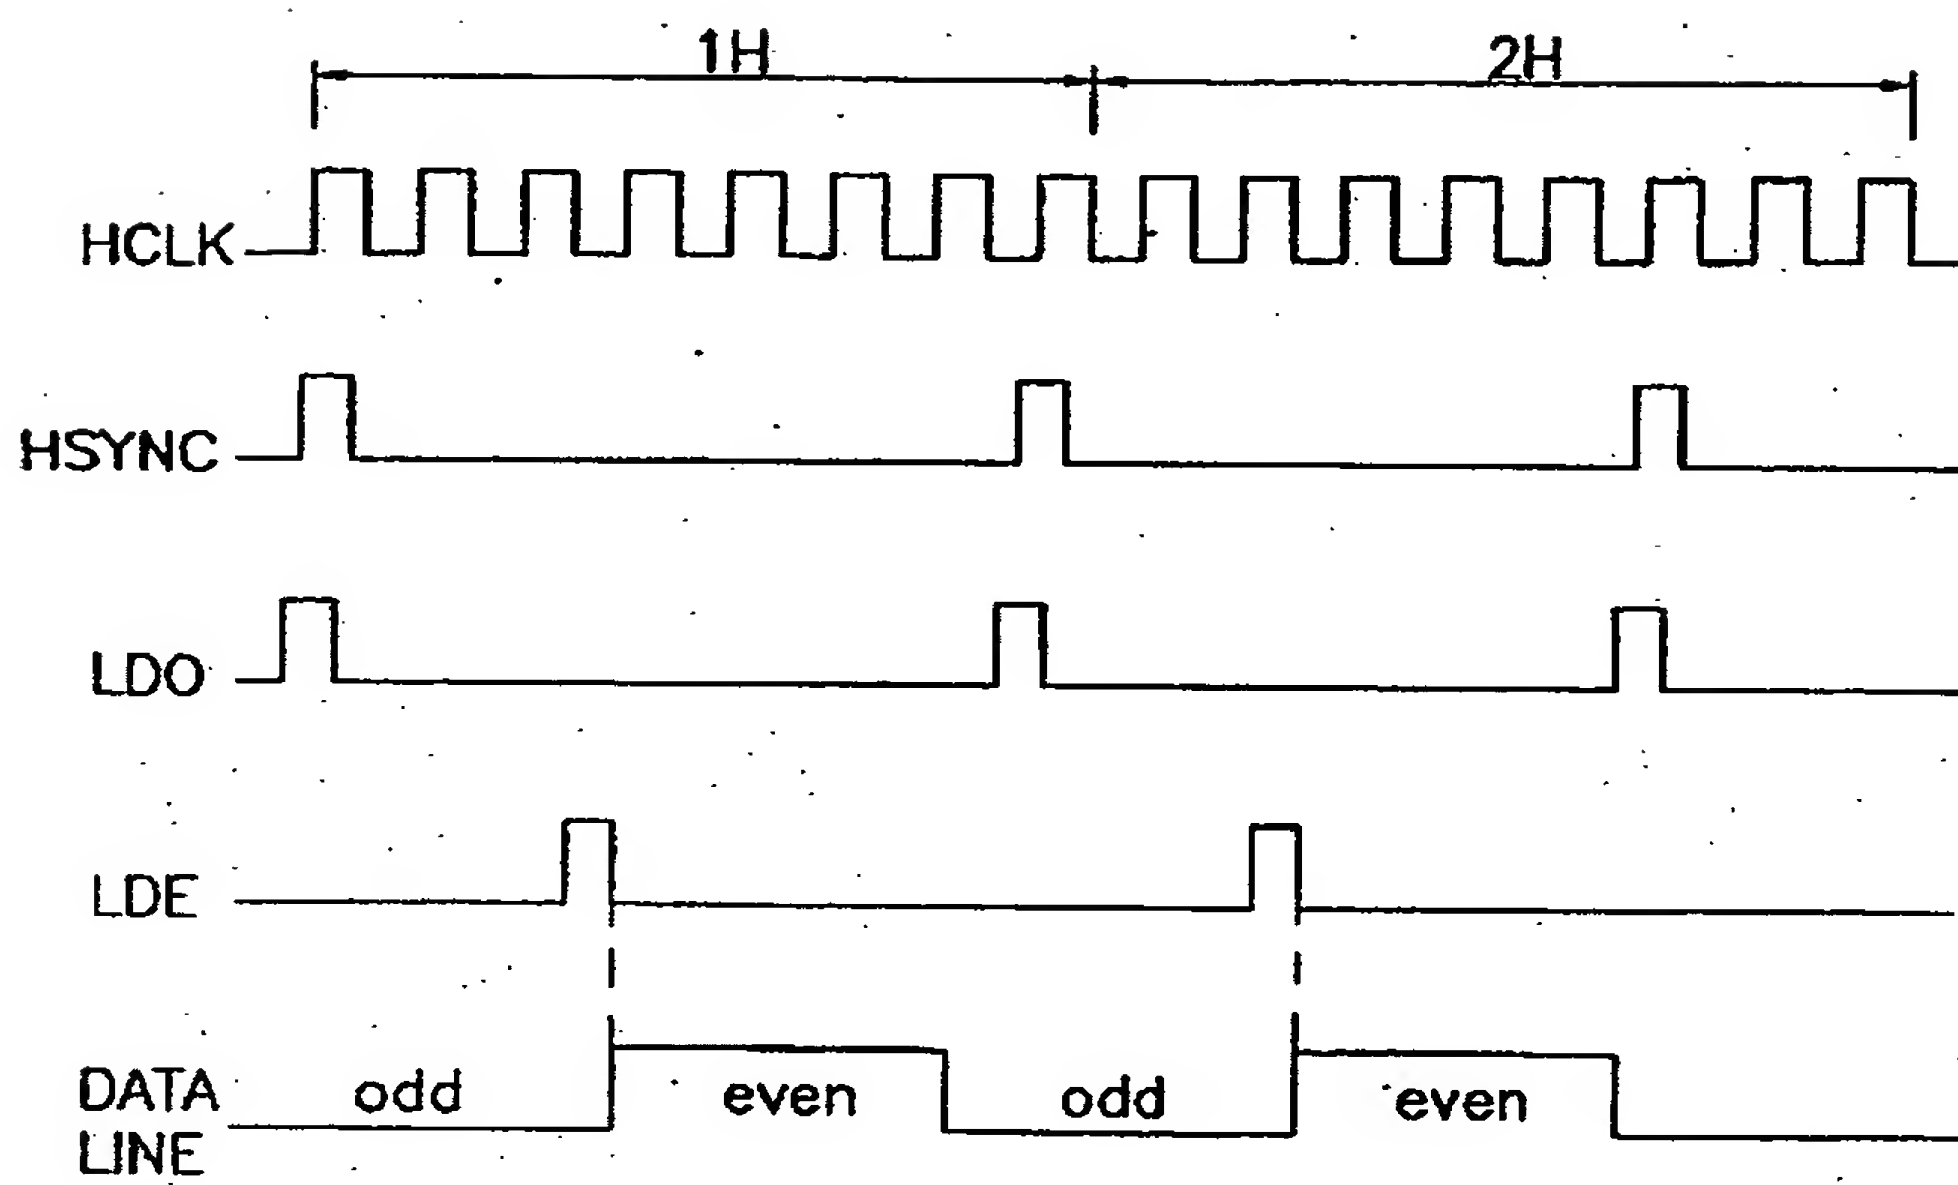 1H 2H
HCLK
HSYNC
LDO
LDE
DATA LINE
odd even odd even